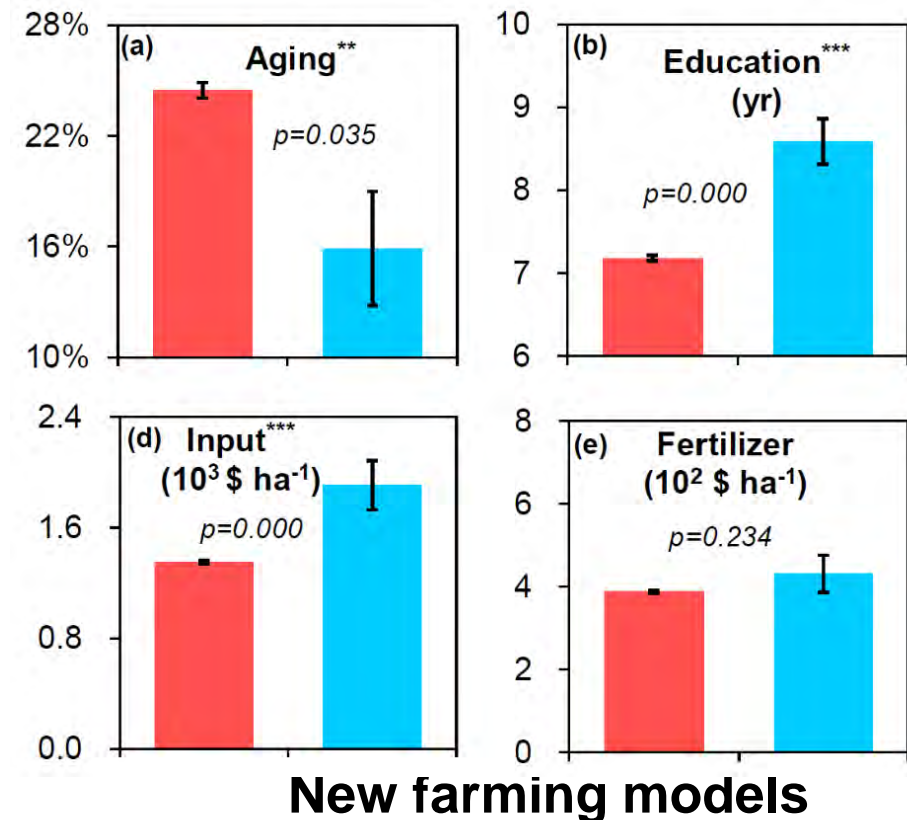 28%
22%
16%
10%
(a)
Aging**
p=0.035
10
9
8
7
6
(b)
Education***
(yr)
p=0.000
2.4
1.6
0.8
0.0
(d)
Input***
(10³ $ ha⁻¹)
p=0.000
8
6
4
2
0
(e)
Fertilizer
(10² $ ha⁻¹)
p=0.234
New farming models